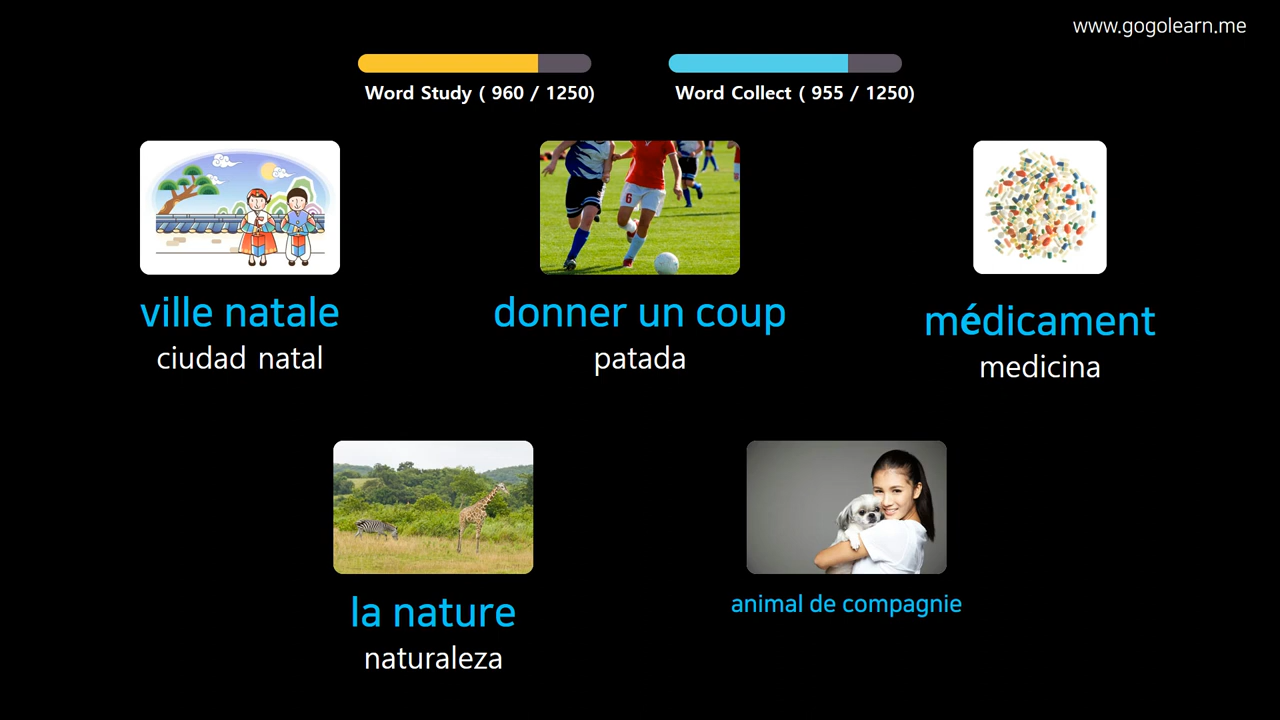 www.gogolearn.me
Word Study ( 960 / 1250)
Word Collect ( 955 / 1250)
ville natale
ciudad natal
donner un coup
patada
médicament
medicina
6
la nature
naturaleza
animal de compagnie